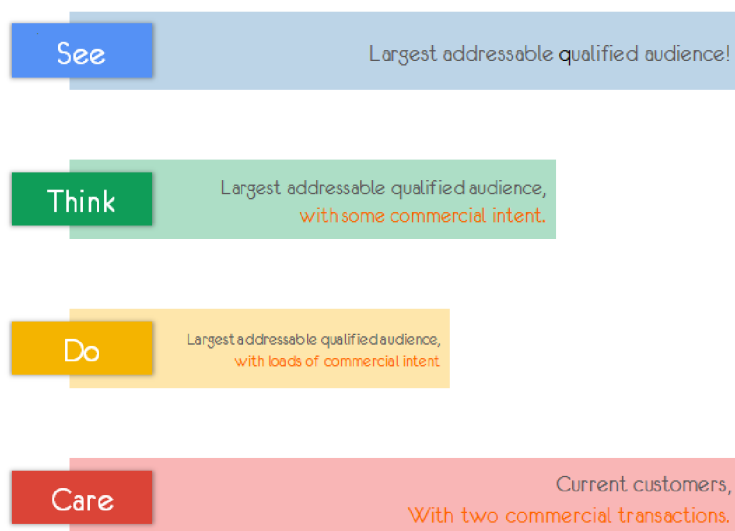 See
Largest addressable qualified audience!
Think
Largest addressable qualified audience,
with some commercial intent.
Do
Largest addressable qualified audience,
with loads of commercial intent
Care
Current customers,
With two commercial transactions.